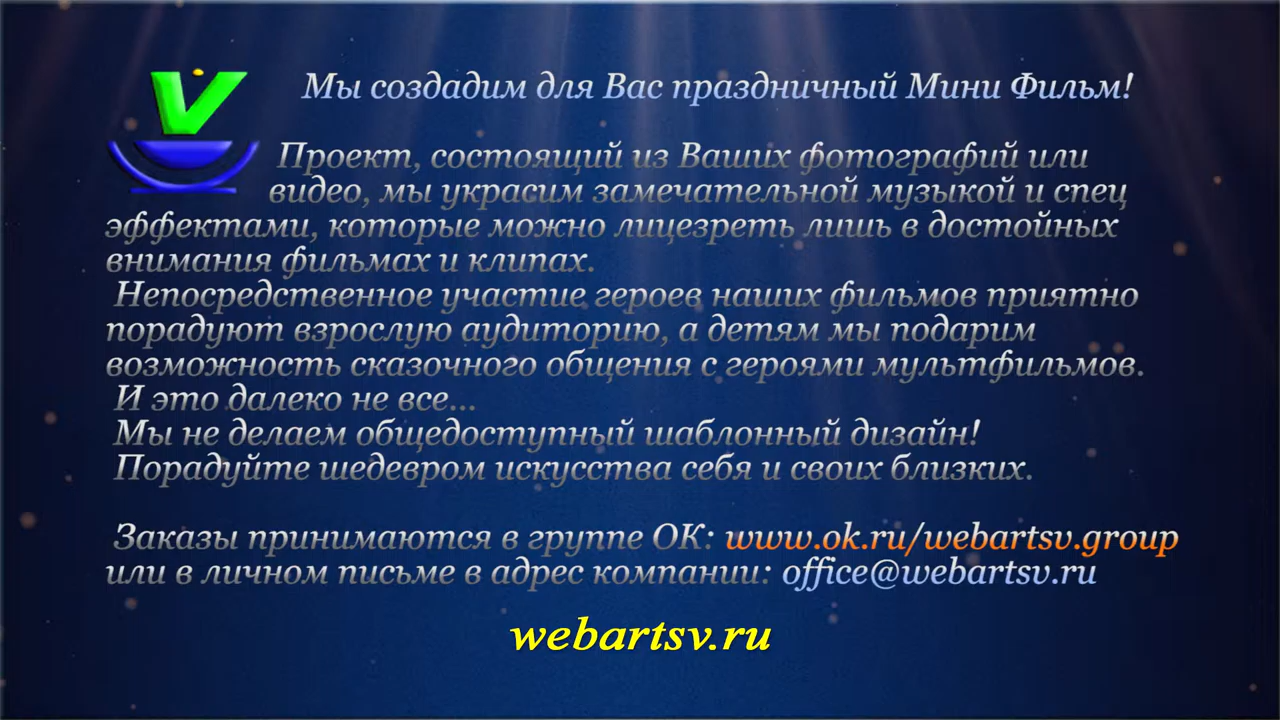 Мы создадим для Вас праздничный Мини Фильм!
Проект, состоящий из Ваших фотографий или
видео, мы украсим замечательной музыкой и спец
эффектами, которые можно лицезреть лишь в достойных
внимания фильмах и клипах.
Непосредственное участие героев наших фильмов приятно
порадуют взрослую аудиторию, а детям мы подарим
возможность сказочного общения с героями мультфильмов.
И это далеко не все...
Мы не делаем общедоступный шаблонный дизайн!
Порадуйте шедевром искусства себя и своих близких.
Заказы принимаются в группе ОК: www.ok.ru/webartsv.group
или в личном письме в адрес компании: office@webartsv.ru
webartsv.ru